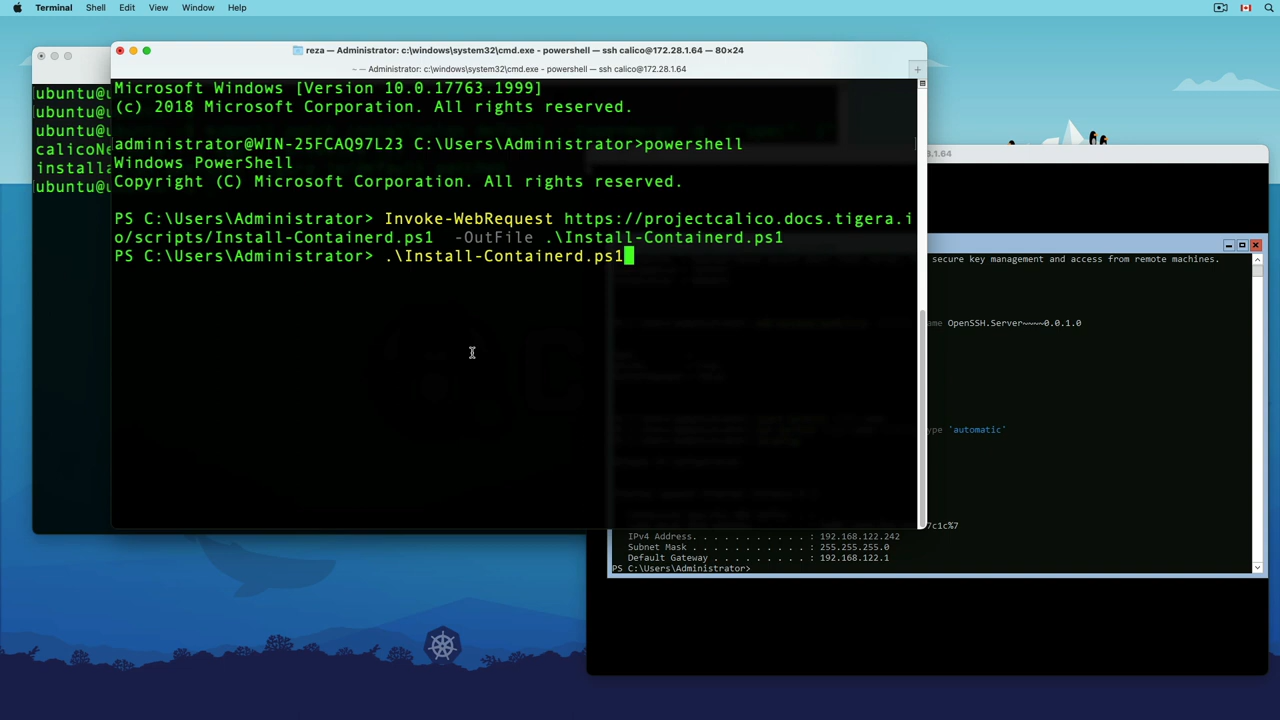 Terminal Shell Edit View Window Help
reza — Administrator: c:\windows\system32\cmd.exe - powershell — ssh calico@172.28.1.64 — 80×24
~ — Administrator: c:\windows\system32\cmd.exe - powershell — ssh calico@172.28.1.64
ubuntu@u
ubuntu@u
ubuntu@u
calicoNe
installa
ubuntu@u
Microsoft Windows [Version 10.0.17763.1999]
(c) 2018 Microsoft Corporation. All rights reserved.
administrator@WIN-25FCAQ97L23 C:\Users\Administrator>powershell
Windows PowerShell
Copyright (C) Microsoft Corporation. All rights reserved.
PS C:\Users\Administrator> Invoke-WebRequest https://projectcalico.docs.tigera.i
o/scripts/Install-Containerd.ps1  -OutFile .\Install-Containerd.ps1
PS C:\Users\Administrator> .\Install-Containerd.ps1
3.1.64
secure key management and access from remote machines.
ame OpenSSH.Server~~~~0.0.1.0
ype 'automatic'
7c1c%7
IPv4 Address. . . . . . . . . . . : 192.168.122.242
Subnet Mask . . . . . . . . . . . : 255.255.255.0
Default Gateway . . . . . . . . . : 192.168.122.1
PS C:\Users\Administrator>